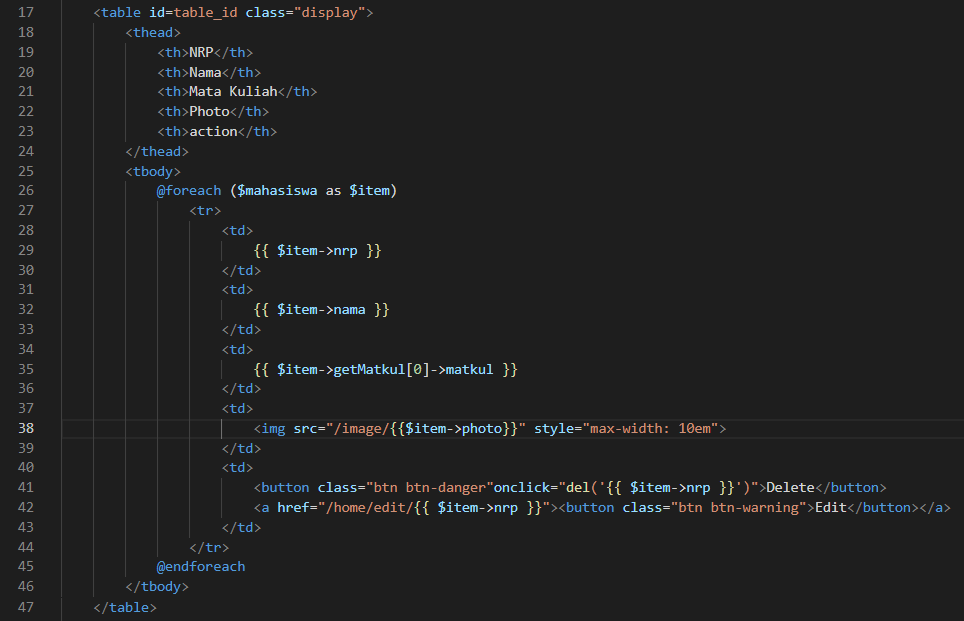 17 <table id=table_id class="display">
18 <thead>
19 <th>NRP</th>
20 <th>Nama</th>
21 <th>Mata Kuliah</th>
22 <th>Photo</th>
23 <th>action</th>
24 </thead>
25 <tbody>
26 @foreach ($mahasiswa as $item)
27 <tr>
28 <td>
29 {{ $item->nrp }}
30 </td>
31 <td>
32 {{ $item->nama }}
33 </td>
34 <td>
35 {{ $item->getMatkul[0]->matkul }}
36 </td>
37 <td>
38 <img src="/image/{{$item->photo}}" style="max-width: 10em">
39 </td>
40 <td>
41 <button class="btn btn-danger"onclick="del('{{ $item->nrp }}')">Delete</button>
42 <a href="/home/edit/{{ $item->nrp }}"><button class="btn btn-warning">Edit</button></a>
43 </td>
44 </tr>
45 @endforeach
46 </tbody>
47 </table>